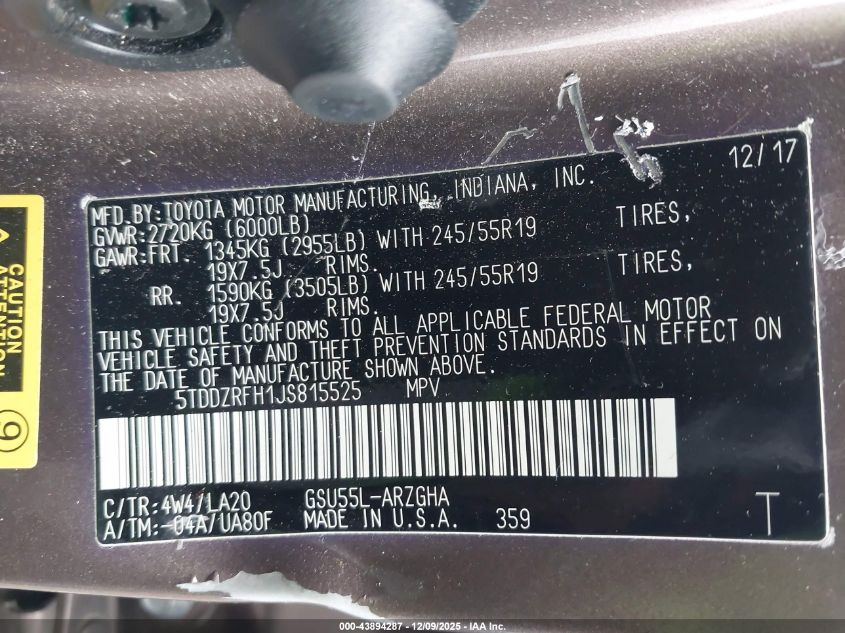 12/17
MFD.BY:TOYOTA MOTOR MANUFACTURING, INDIANA, INC.
GVWR:2720KG (6000LB)
GAWR:FRT. 1345KG (2955LB) WITH 245/55R19 TIRES,
19X7.5J RIMS.
RR. 1590KG (3505LB) WITH 245/55R19 TIRES,
19X7.5J RIMS.
THIS VEHICLE CONFORMS TO ALL APPLICABLE FEDERAL MOTOR
VEHICLE SAFETY AND THEFT PREVENTION STANDARDS IN EFFECT ON
THE DATE OF MANUFACTURE SHOWN ABOVE.
5TDDZRFH1JS815525 MPV
C/TR:4W4/LA20 GSU55L-ARZGHA
A/TM:-04A/UA80F MADE IN U.S.A. 359 T
CAUTION
ATTENTION
9
000-43894287 - 12/09/2025 - IAA Inc.